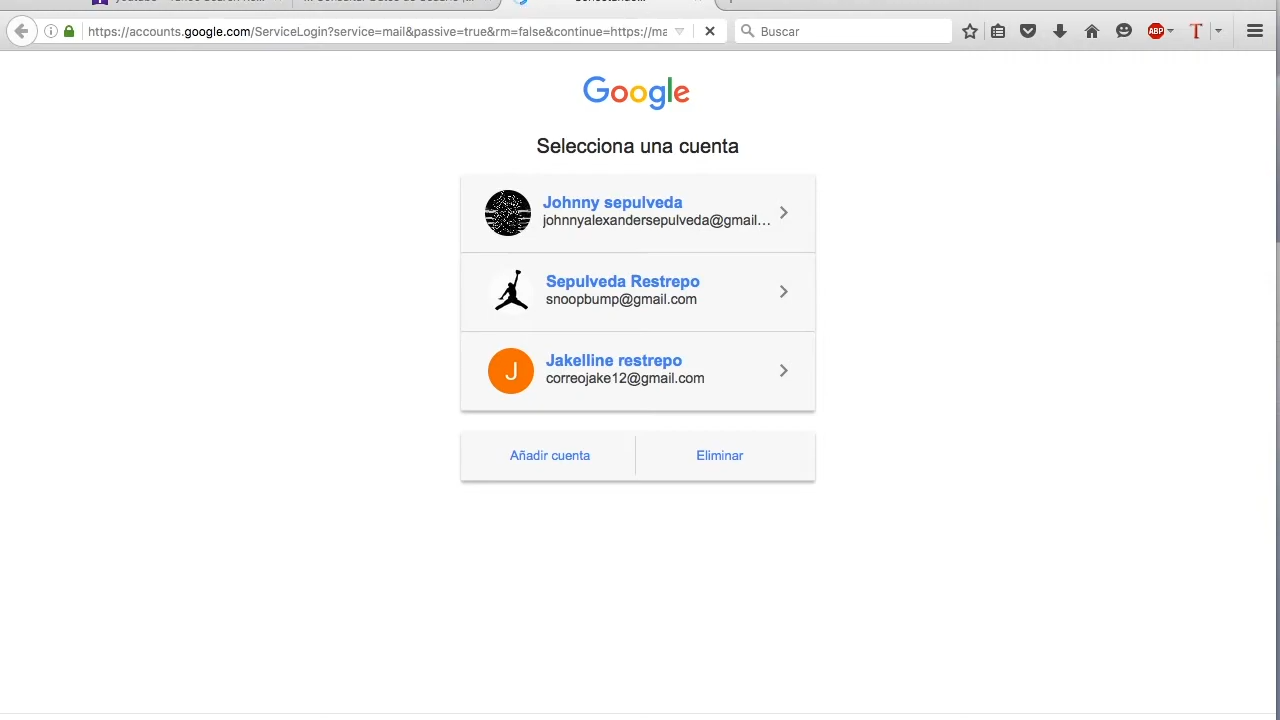 https://accounts.google.com/ServiceLogin?service=mail&passive=true&rm=false&continue=https://ma
Buscar
ABP
T
Google
Selecciona una cuenta
Johnny sepulveda
johnnyalexandersepulveda@gmail...
Sepulveda Restrepo
snoopbump@gmail.com
J
Jakelline restrepo
correojake12@gmail.com
Añadir cuenta
Eliminar